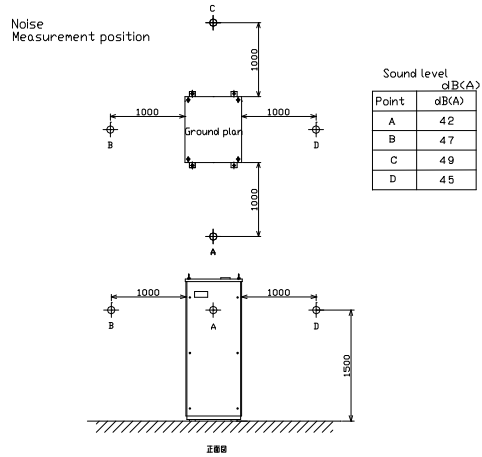 Noise
Measurement position
C
1000
Sound level
dB(A)
Point dB(A)
A 42
B 47
C 49
D 45
1000
Ground plan
1000
B
D
1000
A
1000
1000
B
A
D
1500
正面図